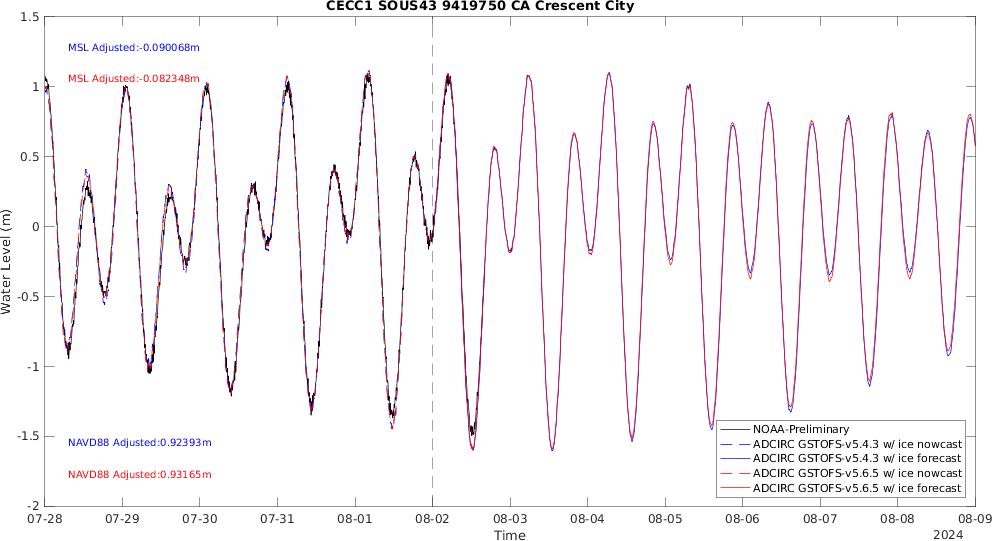 CECC1 SOUS43 9419750 CA Crescent City
MSL Adjusted:-0.090068m
MSL Adjusted:-0.082348m
NAVD88 Adjusted:0.92393m
NAVD88 Adjusted:0.93165m
Water Level (m)
1.5
1
0.5
0
-0.5
-1
-1.5
-2
NOAA-Preliminary
ADCIRC GSTOFS-v5.4.3 w/ ice nowcast
ADCIRC GSTOFS-v5.4.3 w/ ice forecast
ADCIRC GSTOFS-v5.6.5 w/ ice nowcast
ADCIRC GSTOFS-v5.6.5 w/ ice forecast
07-28 07-29 07-30 07-31 08-01 08-02 08-03 08-04 08-05 08-06 08-07 08-08 08-09
Time
2024